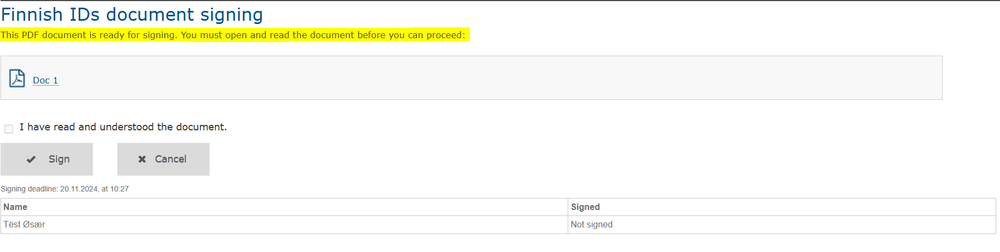 Finnish IDs document signing
This PDF document is ready for signing. You must open and read the document before you can proceed:
Doc 1
I have read and understood the document.
Sign Cancel
Signing deadline: 20.11.2024, at 10:27
Name Signed
Tëst Øsær Not signed